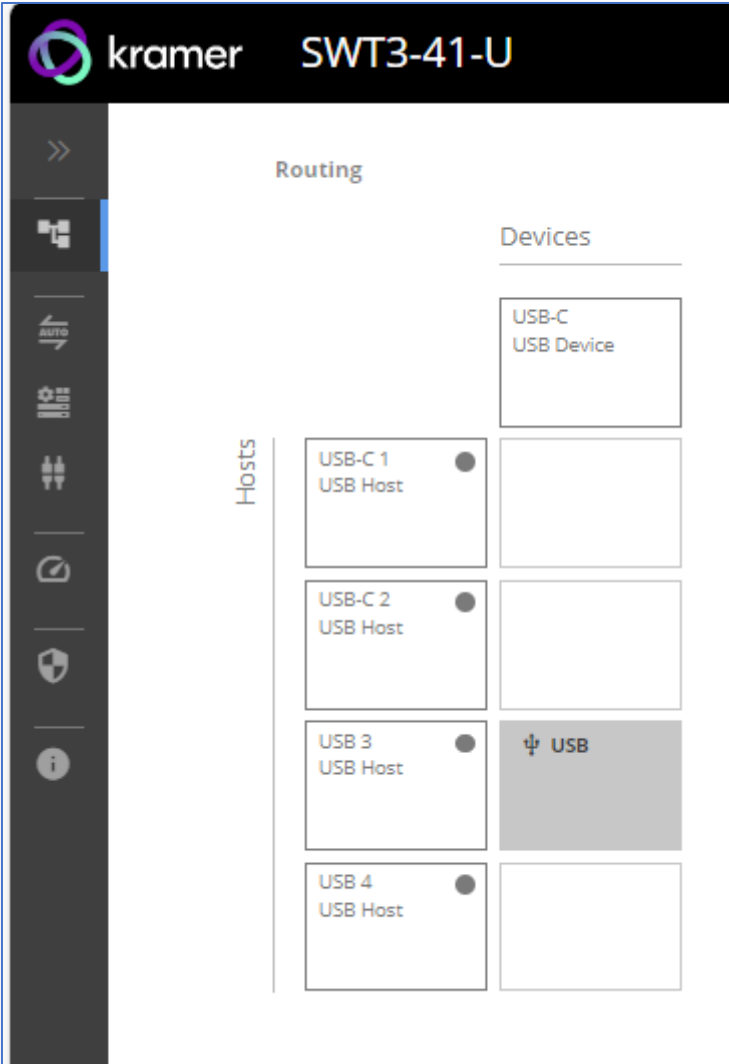 kramer SWT3-41-U
Routing
Devices
USB-C
USB Device
AUTO
Hosts
USB-C 1
USB Host
USB-C 2
USB Host
USB 3
USB Host
USB
USB 4
USB Host